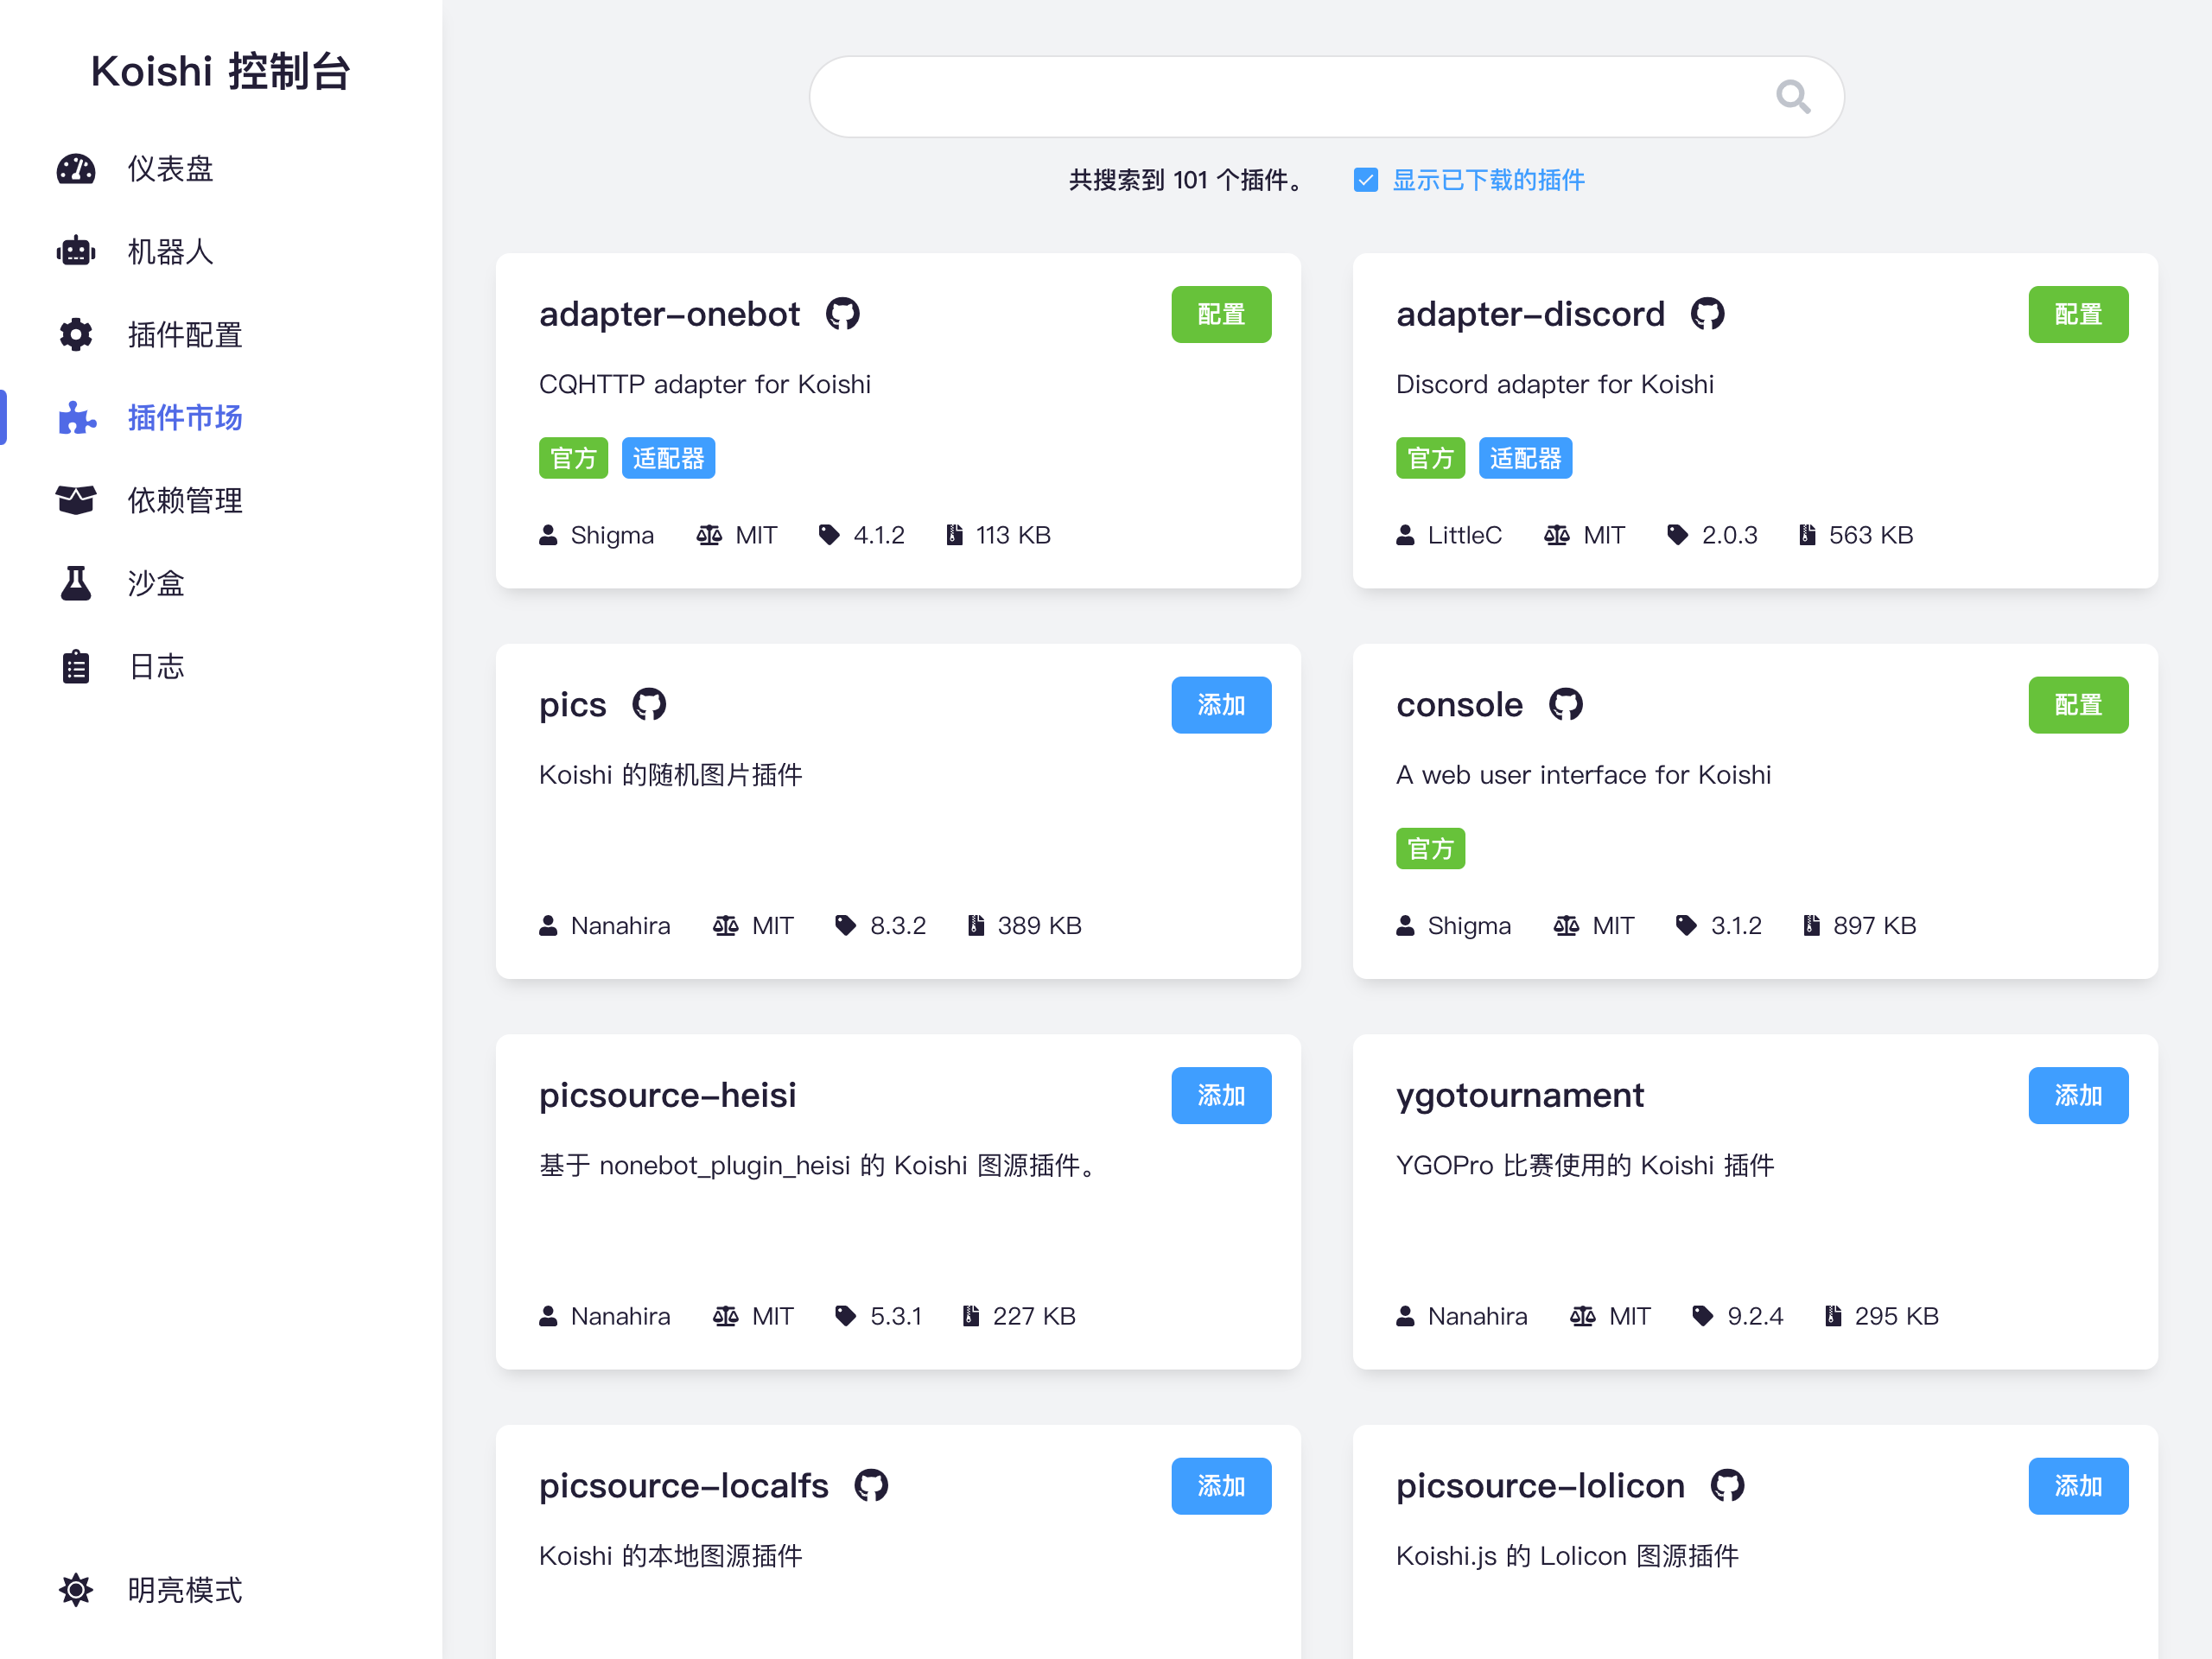 Koishi 控制台
仪表盘
机器人
插件配置
插件市场
依赖管理
沙盒
日志
明亮模式
共搜索到 101 个插件。 显示已下载的插件
adapter-onebot 配置
CQHTTP adapter for Koishi
官方 适配器
Shigma MIT 4.1.2 113 KB
adapter-discord 配置
Discord adapter for Koishi
官方 适配器
LittleC MIT 2.0.3 563 KB
pics 添加
Koishi 的随机图片插件
Nanahira MIT 8.3.2 389 KB
console 配置
A web user interface for Koishi
官方
Shigma MIT 3.1.2 897 KB
picsource-heisi 添加
基于 nonebot_plugin_heisi 的 Koishi 图源插件。
Nanahira MIT 5.3.1 227 KB
ygotournament 添加
YGOPro 比赛使用的 Koishi 插件
Nanahira MIT 9.2.4 295 KB
picsource-localfs 添加
Koishi 的本地图源插件
picsource-lolicon 添加
Koishi.js 的 Lolicon 图源插件